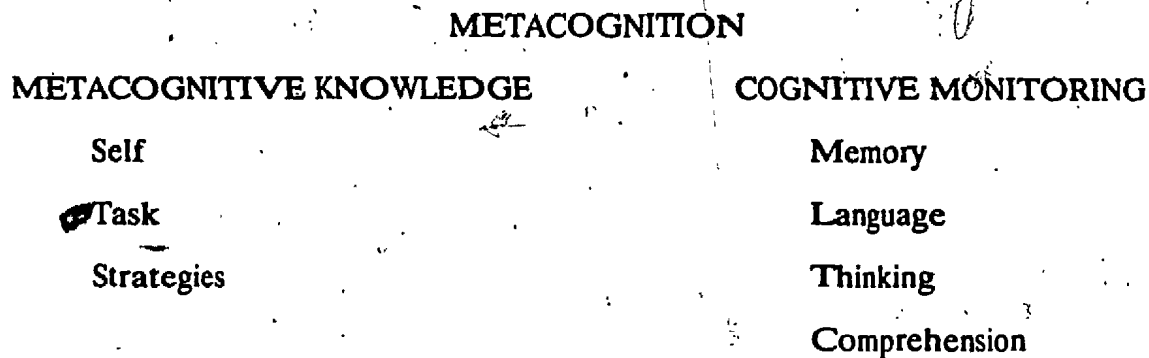 METACOGNITION
METACOGNITIVE KNOWLEDGE COGNITIVE MONITORING
Self Memory
Task Language
Strategies Thinking
Comprehension